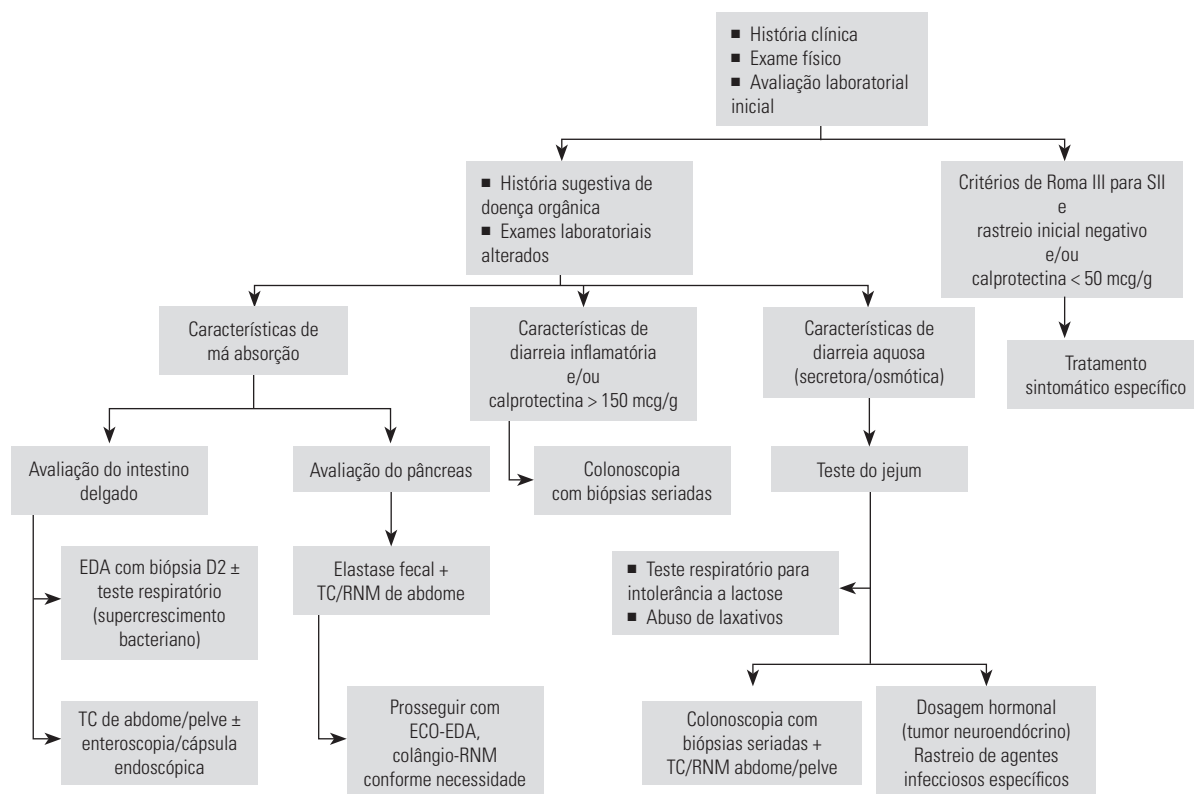 ■ História clínica
■ Exame físico
■ Avaliação laboratorial
inicial
■ História sugestiva de
doença orgânica
■ Exames laboratoriais
alterados
Critérios de Roma III para SII
e
rastreio inicial negativo
e/ou
calprotectina < 50 mcg/g
Características de
má absorção
Características de
diarreia inflamatória
e/ou
calprotectina > 150 mcg/g
Características de
diarreia aquosa
(secretora/osmótica)
Tratamento
sintomático específico
Avaliação do intestino
delgado
Avaliação do pâncreas
Colonoscopia
com biópsias seriadas
Teste do jejum
EDA com biópsia D2 ±
teste respiratório
(supercrescimento
bacteriano)
Elastase fecal +
TC/RNM de abdome
■ Teste respiratório para
intolerância a lactose
■ Abuso de laxativos
TC de abdome/pelve ±
enteroscopia/cápsula
endoscópica
Prosseguir com
ECO-EDA,
colângio-RNM
conforme necessidade
Colonoscopia com
biópsias seriadas +
TC/RNM abdome/pelve
Dosagem hormonal
(tumor neuroendócrino)
Rastreio de agentes
infecciosos específicos